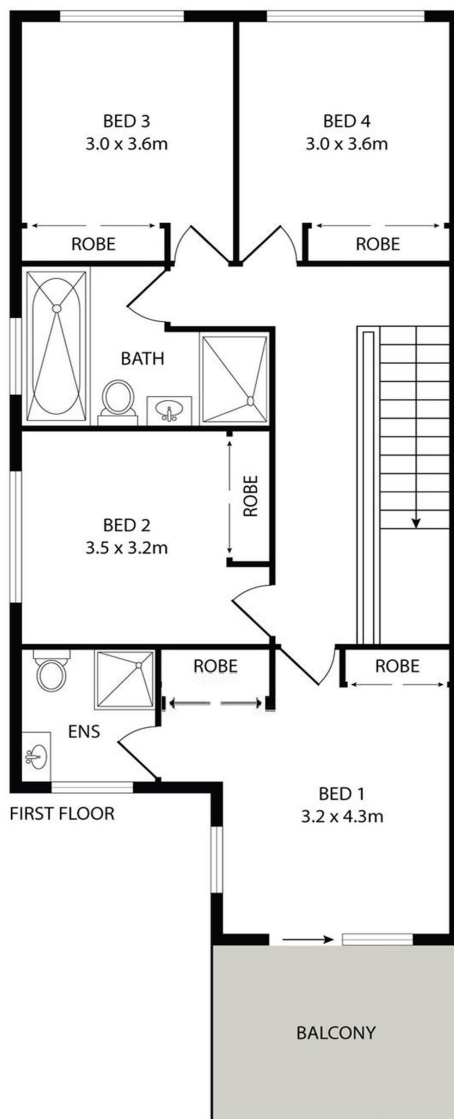 BED 3
3.0 x 3.6m
BED 4
3.0 x 3.6m
ROBE
ROBE
BATH
ROBE
BED 2
3.5 x 3.2m
ROBE
ROBE
ENS
BED 1
3.2 x 4.3m
FIRST FLOOR
BALCONY